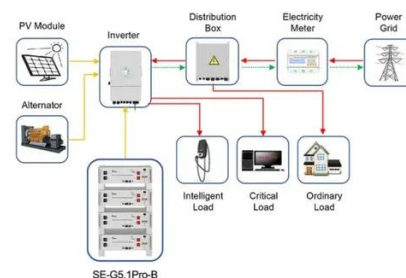 PV Module
Inverter
Distribution
Box
Electricity
Meter
Power
Grid
Alternator
Intelligent
Load
Critical
Load
Ordinary
Load
SE-G5.1Pro-B